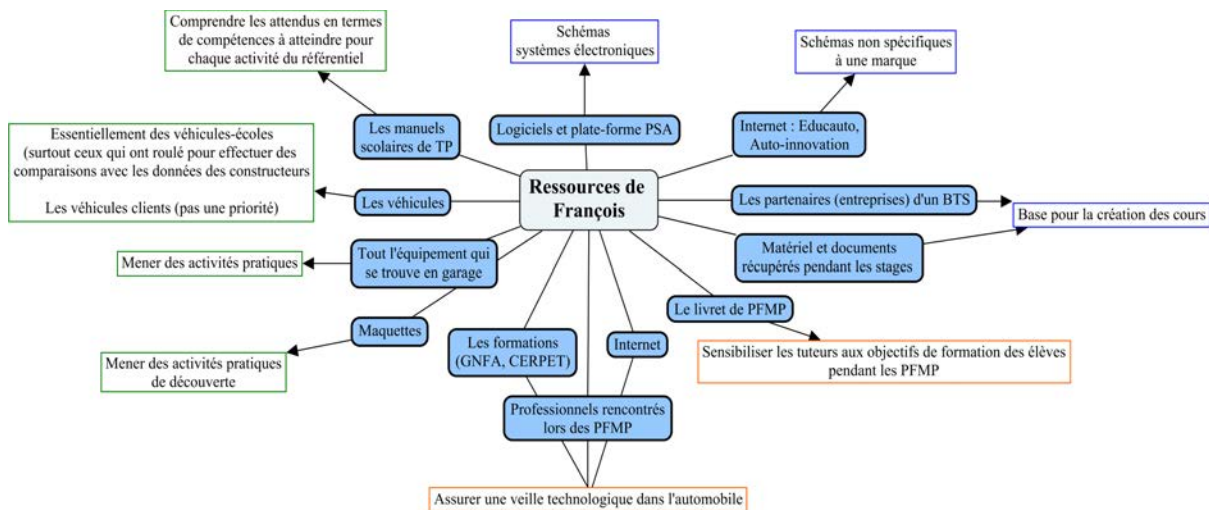 Comprendre les attendus en termes
de compétences à atteindre pour
chaque activité du référentiel
Schémas
systèmes électroniques
Schémas non spécifiques
à une marque
Les manuels
scolaires de TP
Logiciels et plate-forme PSA
Internet : Educauto,
Auto-innovation
Essentiellement des véhicules-écoles
(surtout ceux qui ont roulé pour effectuer des
comparaisons avec les données des constructeurs
Les véhicules clients (pas une priorité)
Les véhicules
Ressources de
François
Les partenaires (entreprises) d'un BTS
Base pour la création des cours
Mener des activités pratiques
Tout l'équipement qui
se trouve en garage
Matériel et documents
récupérés pendant les stages
Maquettes
Le livret de PFMP
Mener des activités pratiques
de découverte
Les formations
(GNFA, CERPET)
Internet
Sensibiliser les tuteurs aux objectifs de formation des élèves
pendant les PFMP
Professionnels rencontrés
lors des PFMP
Assurer une veille technologique dans l'automobile